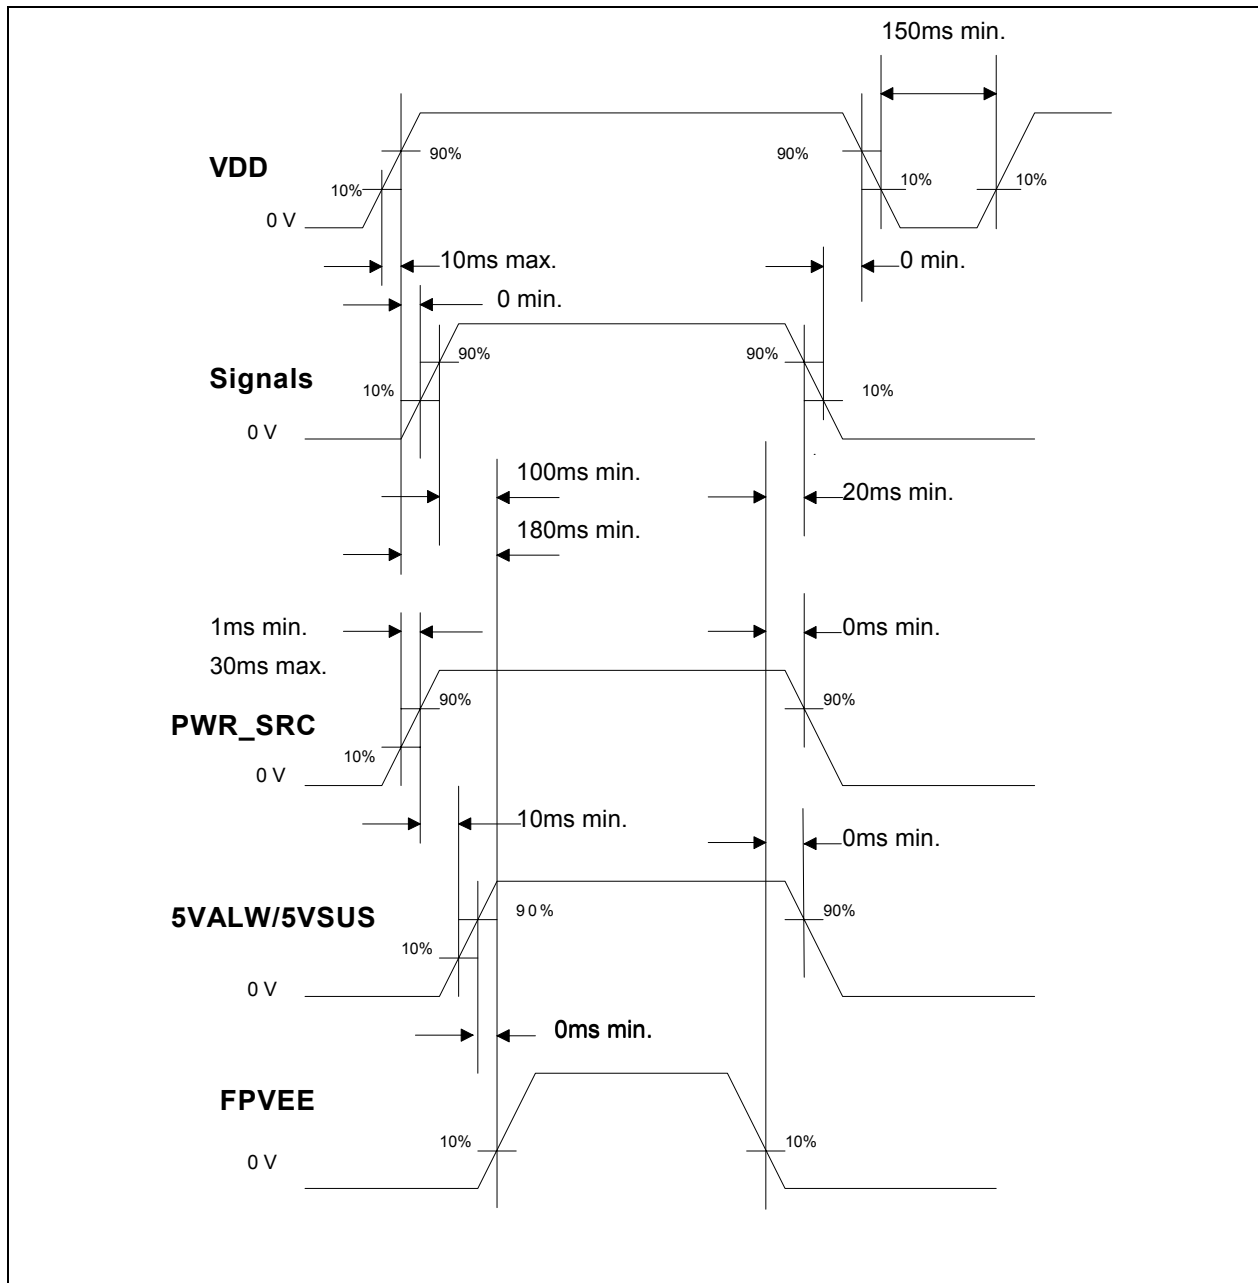 150ms min.
VDD
90%
90%
10%
10%
10%
0 V
10ms max.
0 min.
0 min.
Signals
90%
90%
10%
10%
0 V
100ms min.
20ms min.
180ms min.
1ms min.
0ms min.
30ms max.
PWR_SRC
90%
90%
10%
0 V
10ms min.
0ms min.
5VALW/5VSUS
90%
90%
10%
0 V
0ms min.
FPVEE
10%
10%
0 V